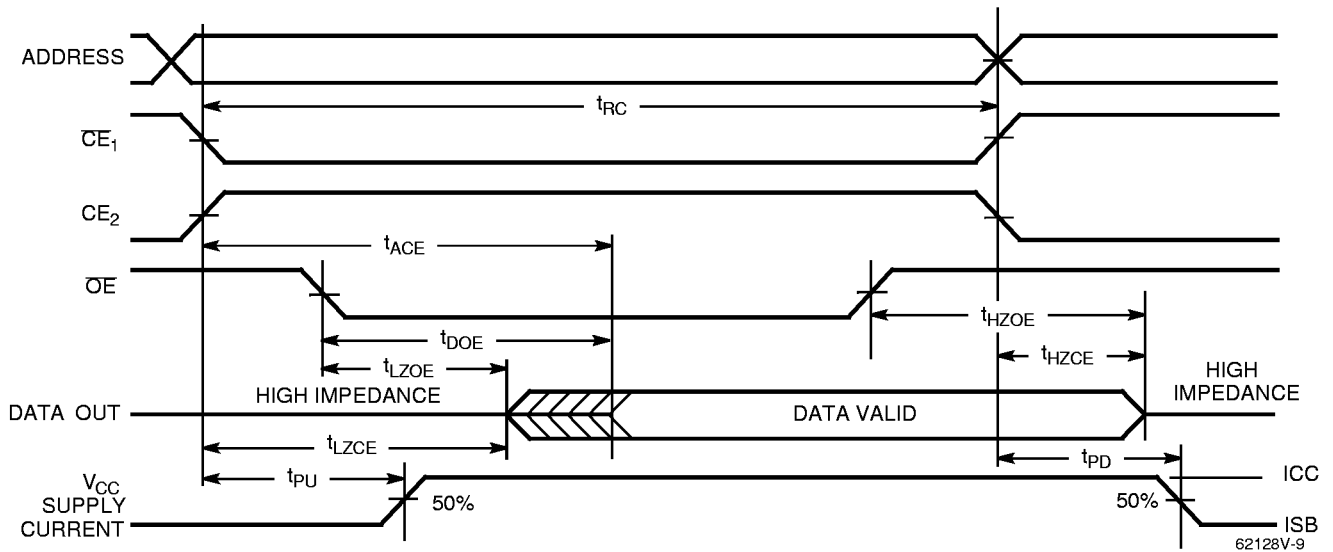 ADDRESS
tRC
CE1
CE2
tACE
OE
tHZOE
tDOE
tHZCE
tLZOE
HIGH IMPEDANCE
HIGH
IMPEDANCE
DATA OUT
DATA VALID
tLZCE
tPD
tPU
VCC
SUPPLY
CURRENT
50%
50%
ICC
ISB
62128V-9